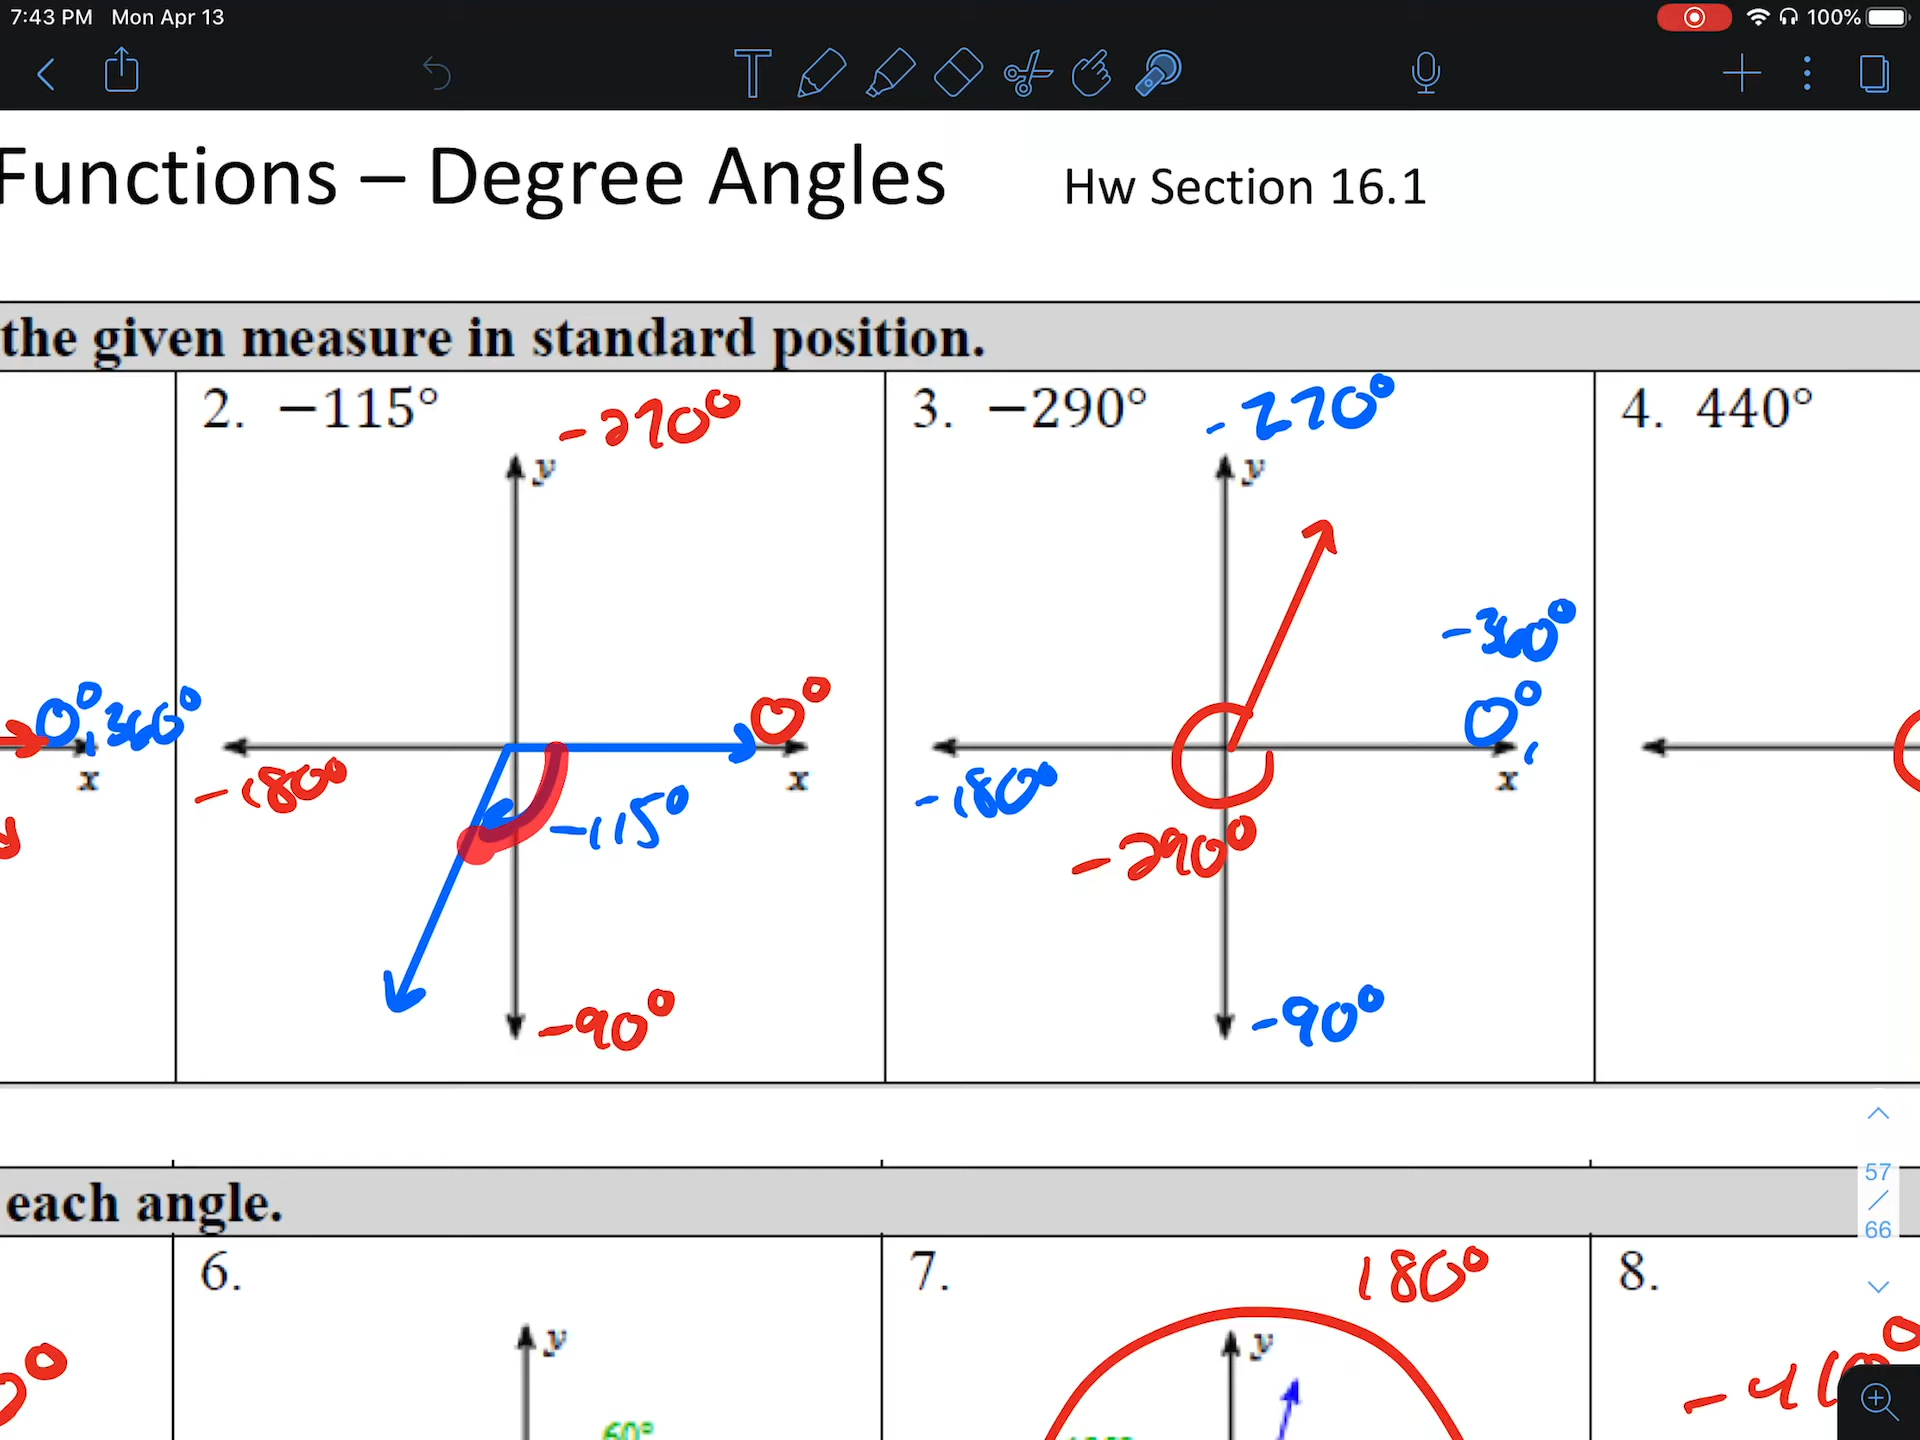 7:43 PM Mon Apr 13
100%
Functions – Degree Angles Hw Section 16.1
the given measure in standard position.
2. −115°
-270°
y
0°
x
-180°
-115°
-90°
3. −290°
-270°
y
-360°
0°,
x
-180°
-290°
-90°
4. 440°
0°, 360°
x
each angle.
6.
y
60°
7.
180°
y
8.
57
/
66